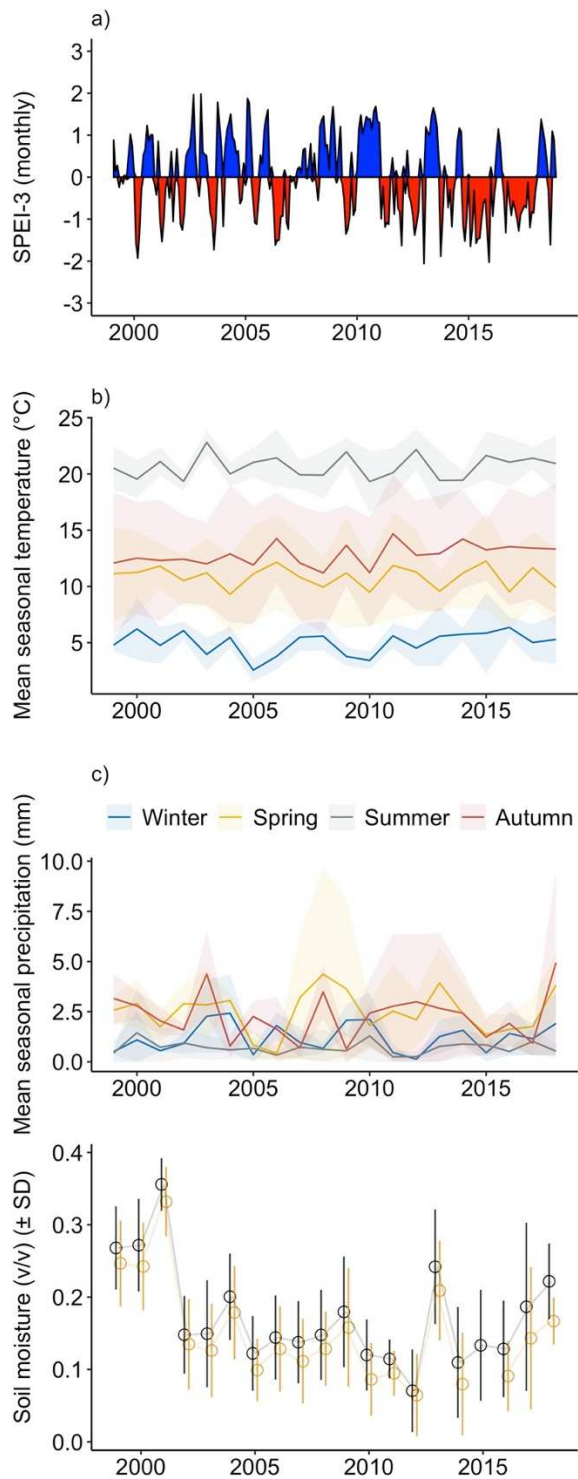 a)
SPEI-3 (monthly)
3
2
1
0
-1
-2
-3
2000 2005 2010 2015
b)
Mean seasonal temperature (°C)
25
20
15
10
5
2000 2005 2010 2015
c)
Winter Spring Summer Autumn
Mean seasonal precipitation (mm)
10.0
7.5
5.0
2.5
0.0
2000 2005 2010 2015
Soil moisture (v/v) (± SD)
0.4
0.3
0.2
0.1
0.0
2000 2005 2010 2015